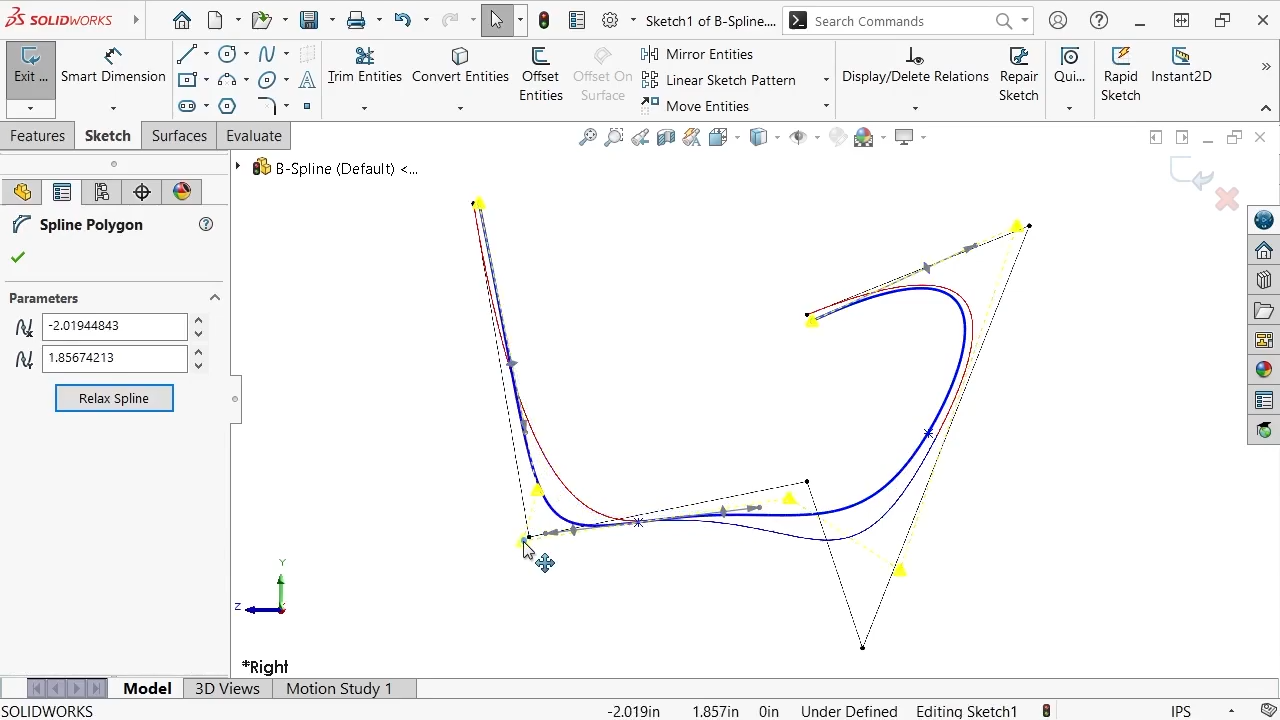 SOLIDWORKS
Sketch1 of B-Spline....
Search Commands
Exit ...
Smart Dimension
Trim Entities
Convert Entities
Offset Entities
Offset On Surface
Mirror Entities
Linear Sketch Pattern
Move Entities
Display/Delete Relations
Repair Sketch
Qui...
Rapid Sketch
Instant2D
Features
Sketch
Surfaces
Evaluate
B-Spline (Default) <...
Spline Polygon
Parameters
-2.01944843
1.85674213
Relax Spline
Y
Z
*Right
Model
3D Views
Motion Study 1
SOLIDWORKS
-2.019in
1.857in
0in
Under Defined
Editing Sketch1
IPS